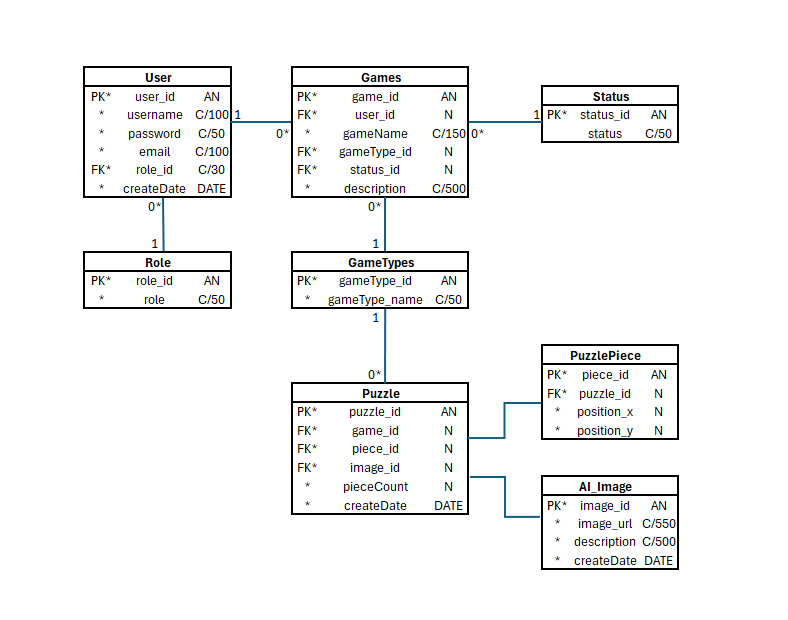 User
PK* user_id AN
* username C/100
* password C/50
* email C/100
FK* role_id C/30
* createDate DATE
1
0*
Games
PK* game_id AN
FK* user_id N
* gameName C/150
FK* gameType_id N
FK* status_id N
* description C/500
0*
1
Status
PK* status_id AN
status C/50
0*
1
Role
PK* role_id AN
* role C/50
0*
1
GameTypes
PK* gameType_id AN
* gameType_name C/50
1
0*
Puzzle
PK* puzzle_id AN
FK* game_id N
FK* piece_id N
FK* image_id N
* pieceCount N
* createDate DATE
PuzzlePiece
PK* piece_id AN
FK* puzzle_id N
* position_x N
* position_y N
AI_Image
PK* image_id AN
* image_url C/550
* description C/500
* createDate DATE